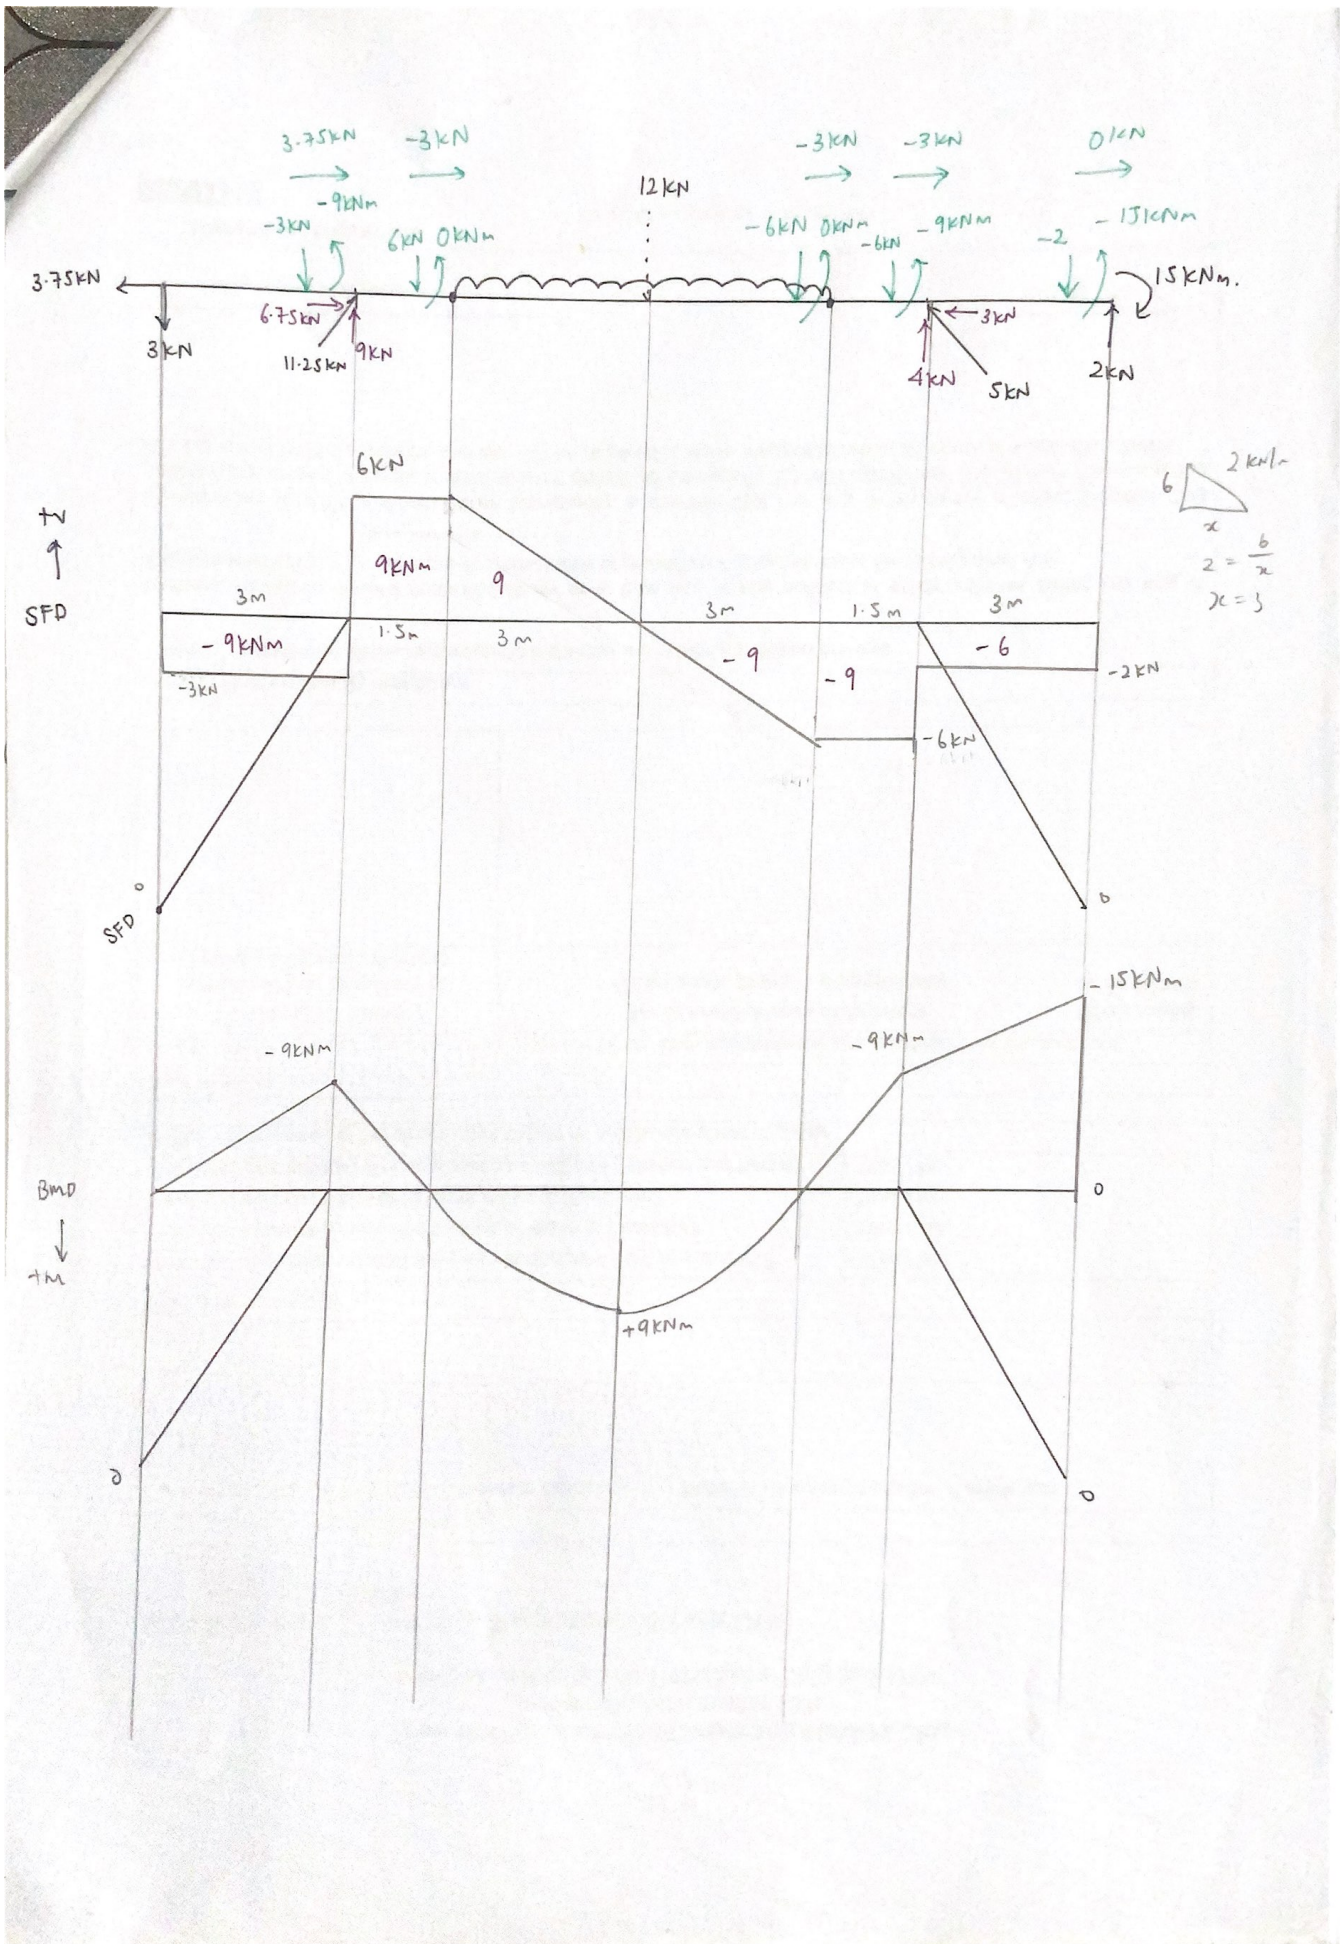 3.75kN -3kN -3kN -3kN 0kN
12kN
-9kNm
-3kN 6kN 0kNm -6kN 0kNm -6kN -9kNm -2 -15kNm
3.75kN 15kNm.
6.75kN 3kN
3kN 11.25kN 9kN 4kN 5kN 2kN
6kN
6 2kN/m
x
2 = 6/x
x=3
+v
SFD
9kNm 9
3m 3m 1.5m 3m
-9kNm 1.5m 3m -9 -9 -6
-3kN -2kN
-6kN
0 0
SFD
-15kNm
-9kNm -9kNm
BMD 0
+M
+9kNm
0 0